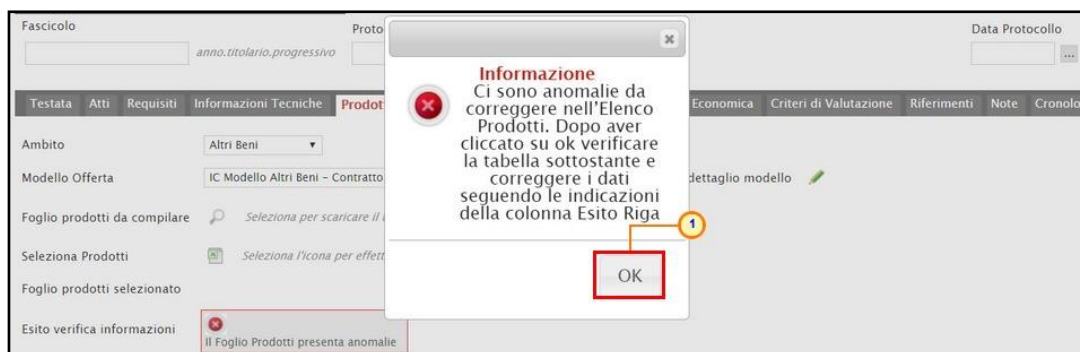 Fascicolo
Proto
Data Protocollo
anno.titolario.progressivo
...
Informazione
Ci sono anomalie da
correggere nell'Elenco
Prodotti. Dopo aver
cliccato su ok verificare
la tabella sottostante e
correggere i dati
seguendo le indicazioni
della colonna Esito Riga
1
OK
Testata Atti Requisiti Informazioni Tecniche Prodot Economica Criteri di Valutazione Riferimenti Note Cronolo
Ambito Altri Beni
Modello Offerta IC Modello Altri Beni - Contratto dettaglio modello
Foglio prodotti da compilare Seleziona per scaricare il
Seleziona Prodotti Seleziona l'icona per effett
Foglio prodotti selezionato
Esito verifica informazioni
Il Foglio Prodotti presenta anomalie